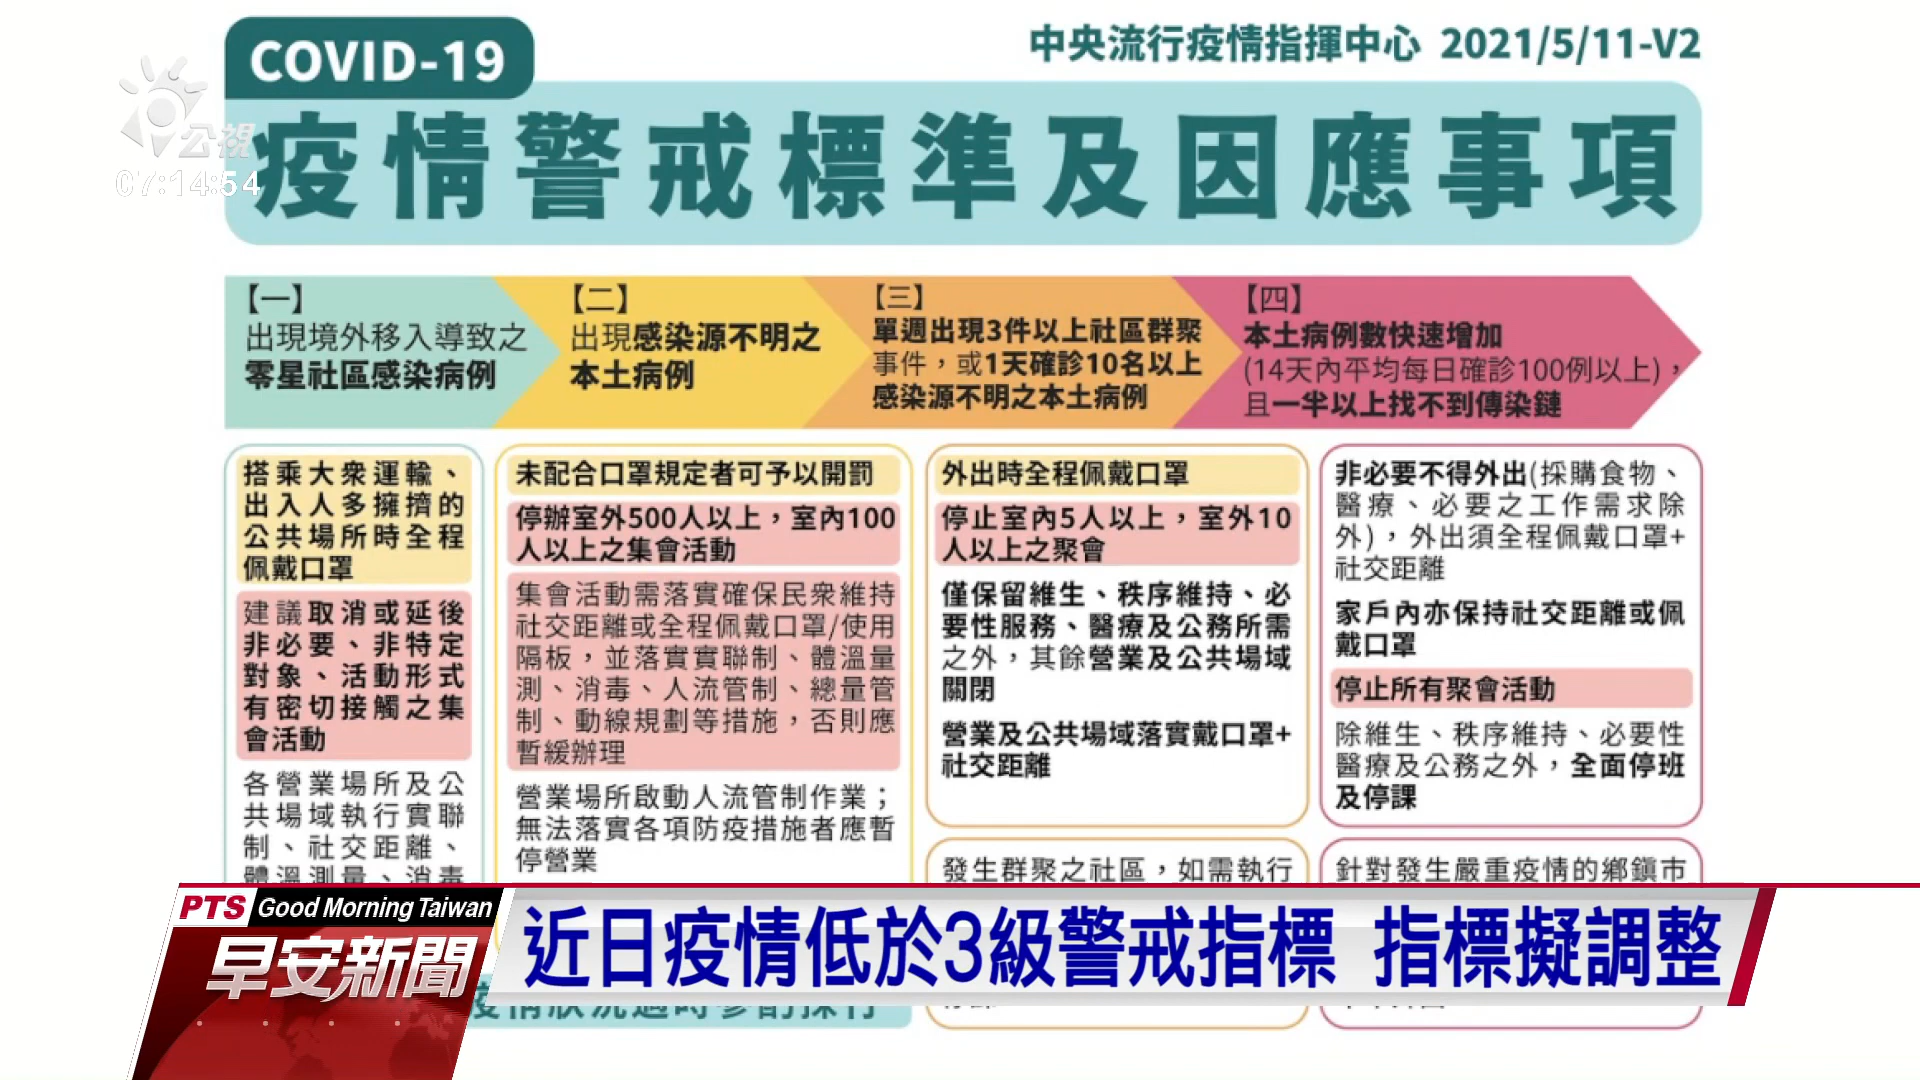 COVID-19
中央流行疫情指揮中心 2021/5/11-V2
公視
07:14:54
疫情警戒標準及因應事項
【一】
出現境外移入導致之
零星社區感染病例
【二】
出現感染源不明之
本土病例
【三】
單週出現3件以上社區群聚
事件，或1天確診10名以上
感染源不明之本土病例
【四】
本土病例數快速增加
(14天內平均每日確診100例以上)，
且一半以上找不到傳染鏈
搭乘大眾運輸、
出入人多擁擠的
公共場所時全程
佩戴口罩
建議取消或延後
非必要、非特定
對象、活動形式
有密切接觸之集
會活動
各營業場所及公
共場域執行實聯
制、社交距離、
體溫測量、消毒
未配合口罩規定者可予以開罰
停辦室外500人以上，室內100
人以上之集會活動
集會活動需落實確保民眾維持
社交距離或全程佩戴口罩/使用
隔板，並落實實聯制、體溫量
測、消毒、人流管制、總量管
制、動線規劃等措施，否則應
暫緩辦理
營業場所啟動人流管制作業；
無法落實各項防疫措施者應暫
停營業
外出時全程佩戴口罩
停止室內5人以上，室外10
人以上之聚會
僅保留維生、秩序維持、必
要性服務、醫療及公務所需
之外，其餘營業及公共場域
關閉
營業及公共場域落實戴口罩+
社交距離
發生群聚之社區，如需執行
非必要不得外出(採購食物、
醫療、必要之工作需求除
外)，外出須全程佩戴口罩+
社交距離
家戶內亦保持社交距離或佩
戴口罩
停止所有聚會活動
除維生、秩序維持、必要性
醫療及公務之外，全面停班
及停課
針對發生嚴重疫情的鄉鎮市
PTS Good Morning Taiwan
早安新聞
近日疫情低於3級警戒指標 指標擬調整
疫情狀況適時參酌採行